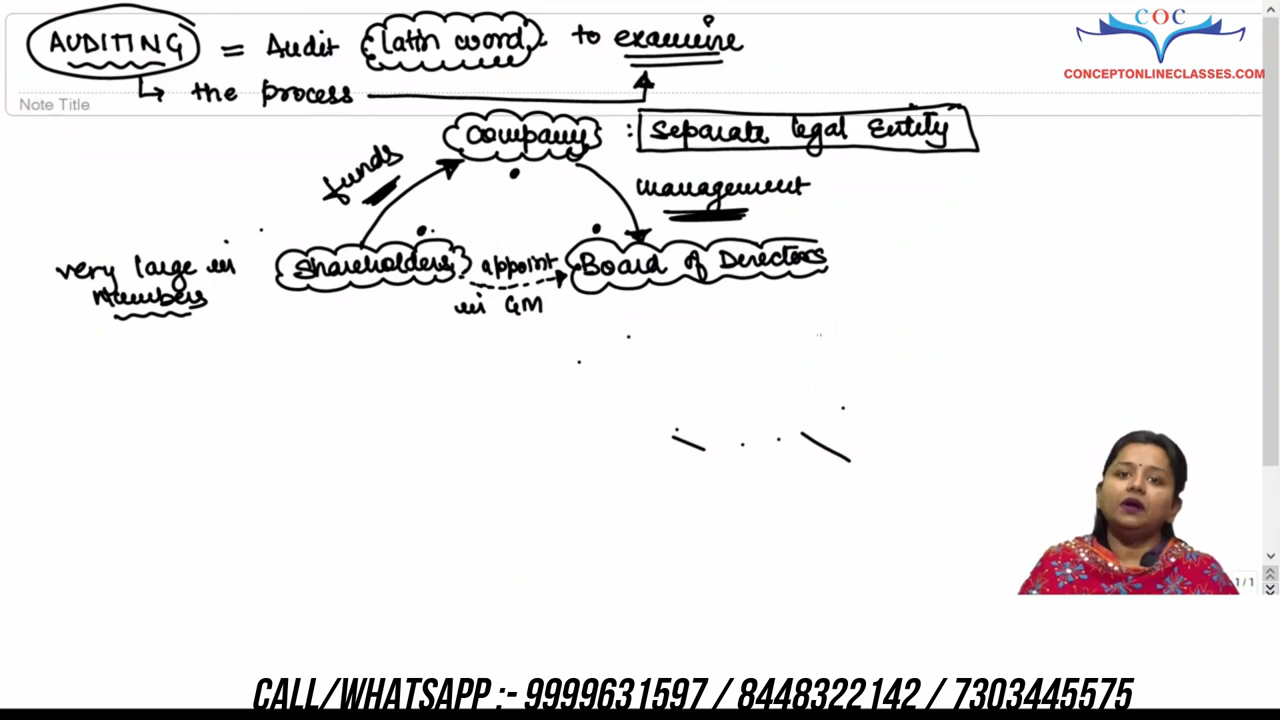 AUDITING = Audit latin word to examine
COC
CONCEPTONLINECLASSES.COM
the process
Note Title
Company : Separate legal Entity
funds
management
very large in numbers
Shareholders appoint in GM Board of Directors
1/1
CALL/WHATSAPP :- 9999631597 / 8448322142 / 7303445575